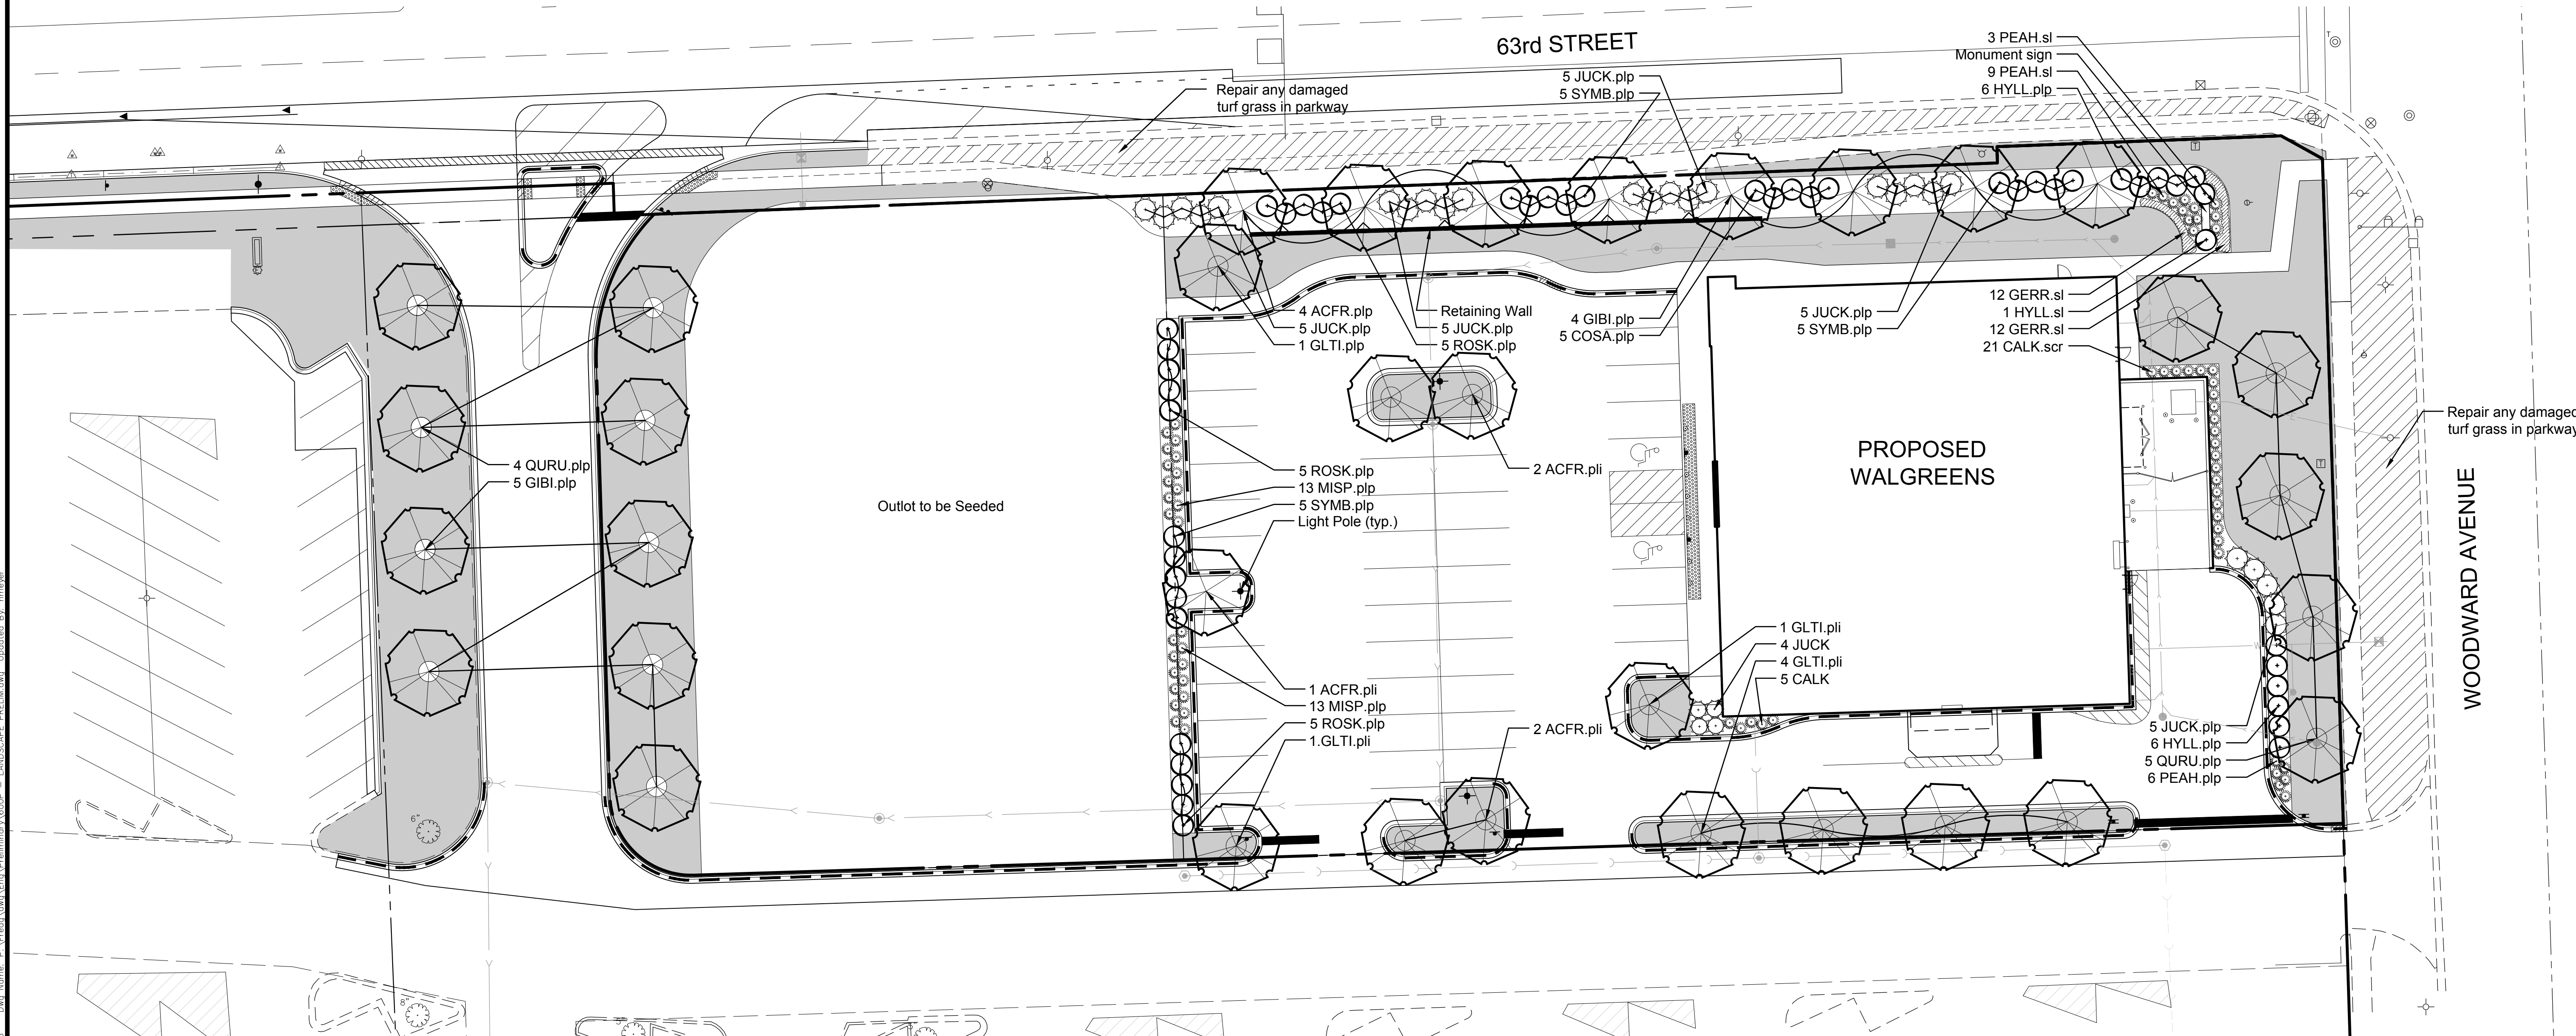 63rd STREET
3 PEAH.sl
Monument sign
9 PEAH.sl
6 HYLL.plp
5 JUCK.plp
5 SYMB.plp
Repair any damaged
turf grass in parkway
4 ACFR.plp
5 JUCK.plp
1 GLTI.plp
Retaining Wall
5 JUCK.plp
5 ROSK.plp
4 GIBI.plp
5 COSA.plp
5 JUCK.plp
5 SYMB.plp
12 GERR.sl
1 HYLL.sl
12 GERR.sl
21 CALK.scr
Repair any damaged
turf grass in parkway
4 QURU.plp
5 GIBI.plp
Outlot to be Seeded
5 ROSK.plp
13 MISP.plp
5 SYMB.plp
Light Pole (typ.)
2 ACFR.pli
PROPOSED
WALGREENS
WOODWARD AVENUE
1 GLTI.pli
4 JUCK
4 GLTI.pli
5 CALK
1 ACFR.pli
13 MISP.plp
5 ROSK.plp
1.GLTI.pli
2 ACFR.pli
5 JUCK.plp
6 HYLL.plp
5 QURU.plp
6 PEAH.plp
6"
8"